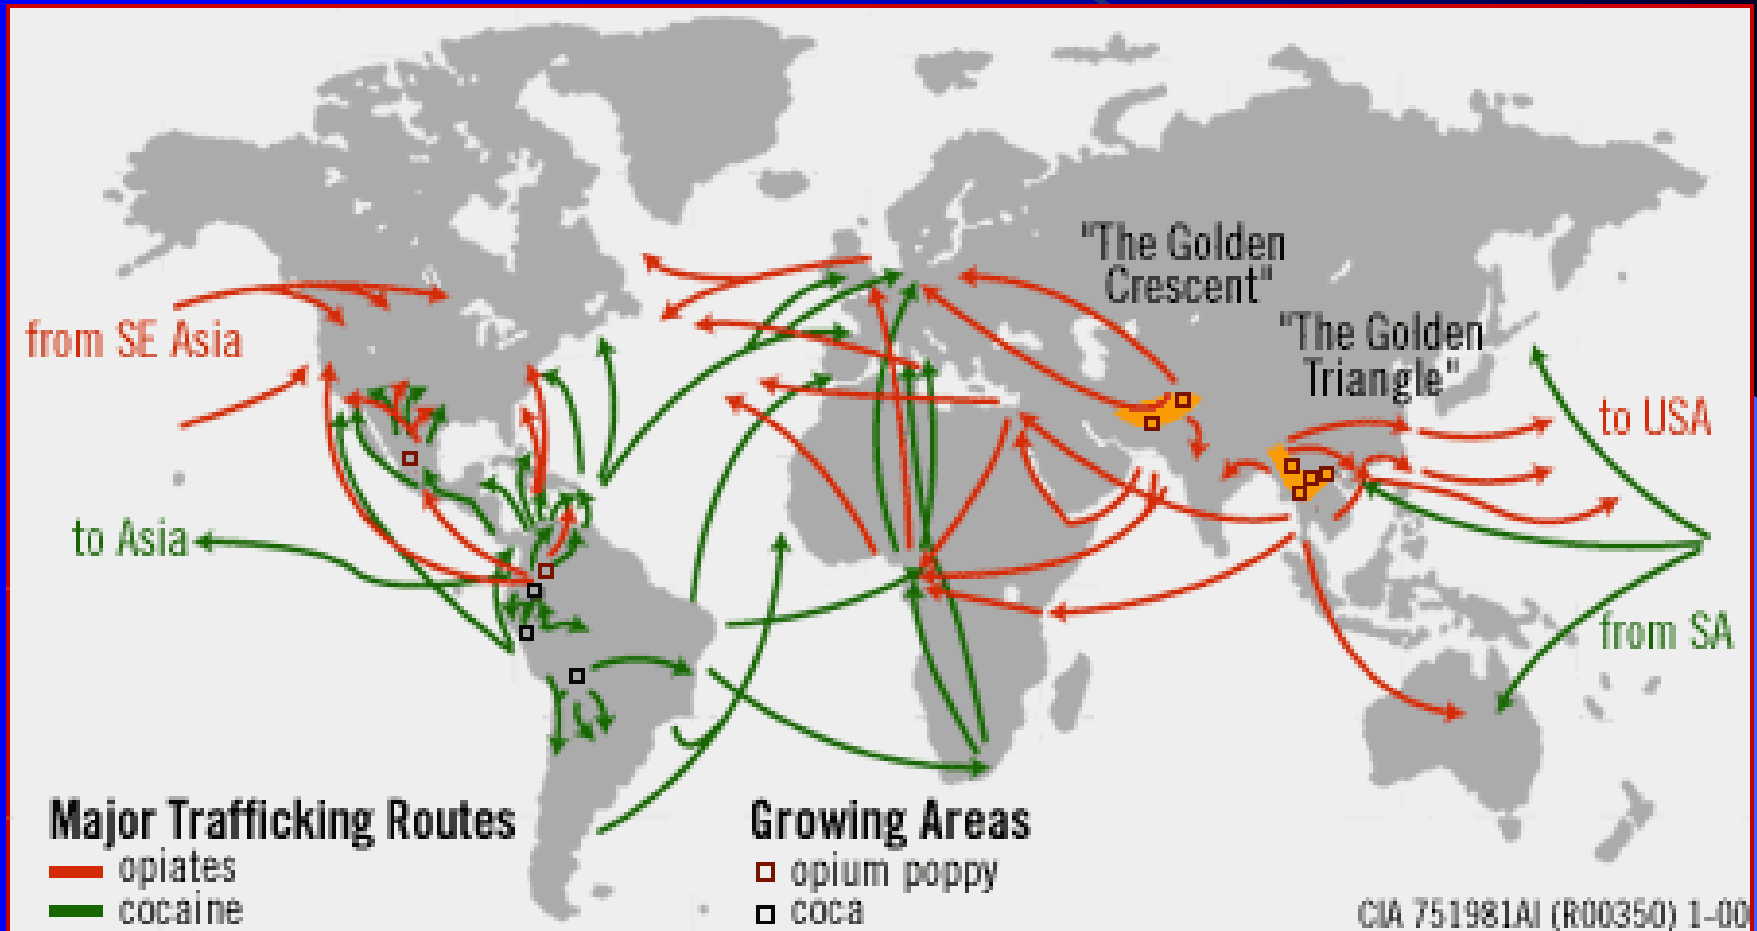 "The Golden
Crescent"
"The Golden
Triangle"
from SE Asia
to USA
to Asia
from SA
Major Trafficking Routes
opiates
cocaine
Growing Areas
opium poppy
coca
CIA 751981AI (R00350) 1-00